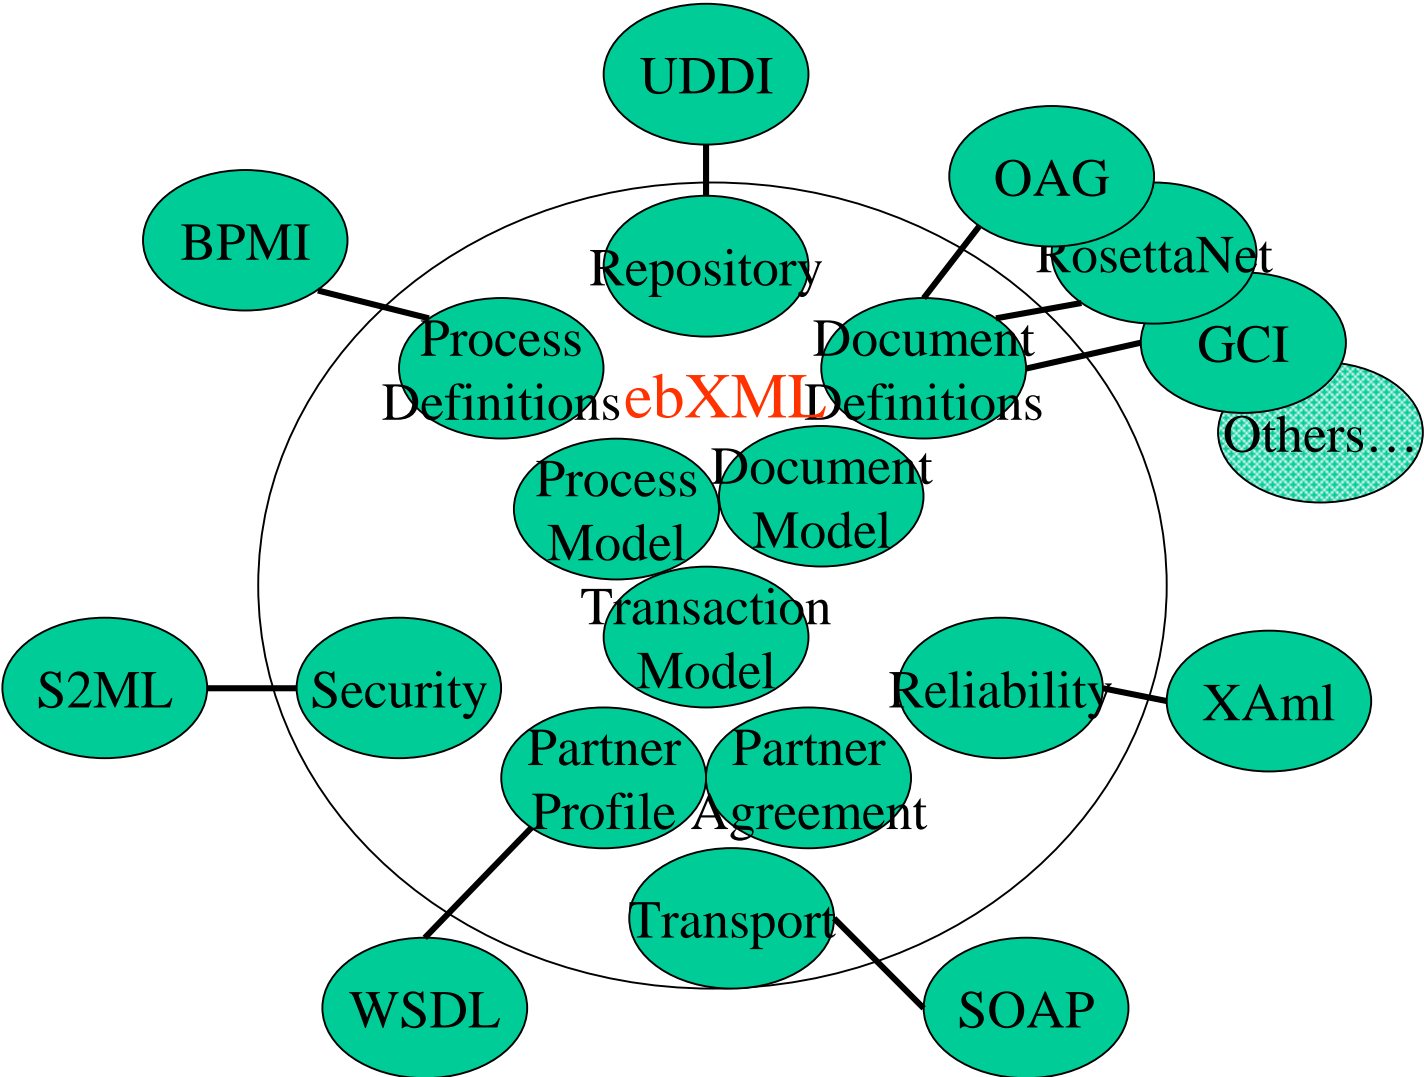 UDDI
OAG
BPMI
RosettaNet
Repository
Process
Definitions
Document
Definitions
GCI
ebXML
Others…
Process
Model
Document
Model
Transaction
Model
S2ML
Security
Reliability
XAml
Partner
Profile
Partner
Agreement
Transport
WSDL
SOAP